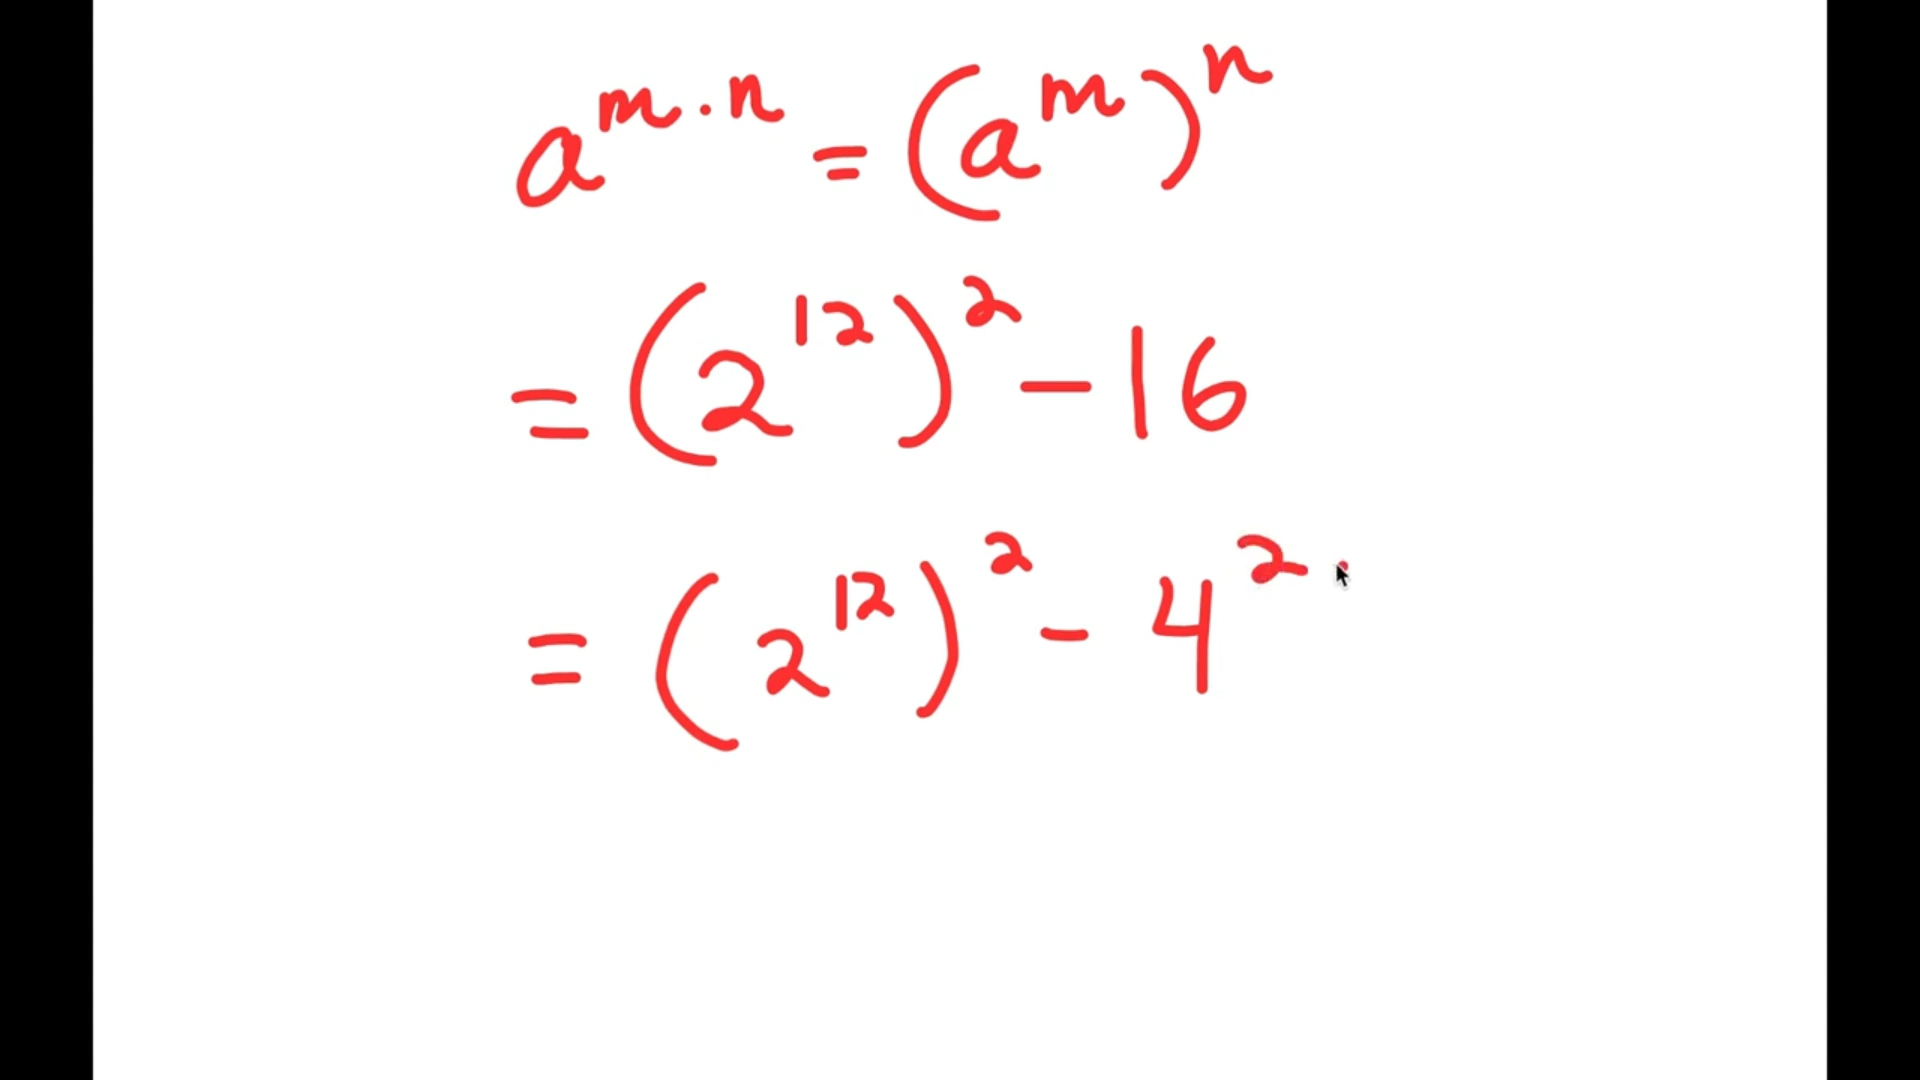 a^{m·n} = (a^m)^n
= (2^{12})^2 − 16
= (2^{12})^2 − 4^2